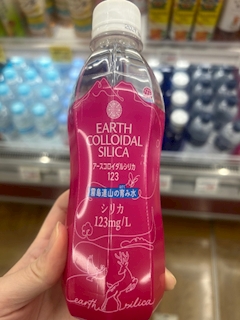 EARTH
COLLOIDAL
SILICA
アースコロイダルシリカ
123
霧島連山の育み水
シリカ
123mg/L
earth silica